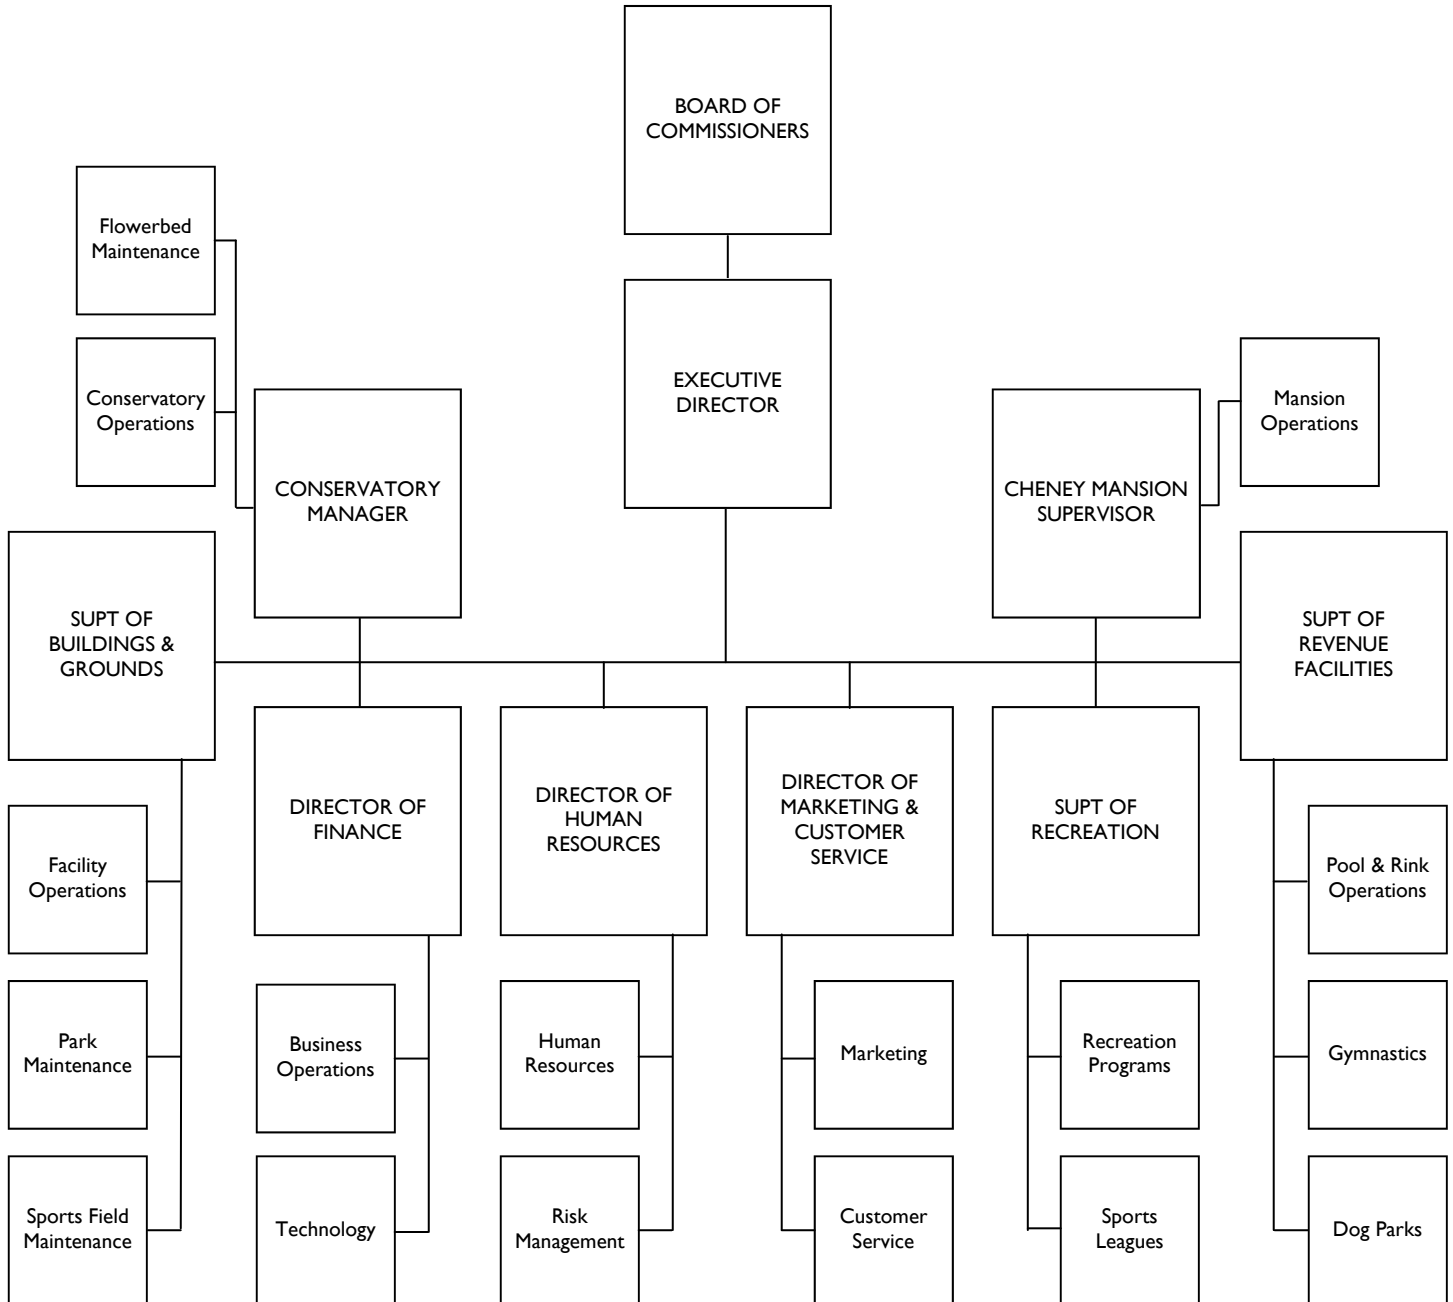 BOARD OF
COMMISSIONERS
Flowerbed
Maintenance
Conservatory
Operations
EXECUTIVE
DIRECTOR
Mansion
Operations
CONSERVATORY
MANAGER
CHENEY MANSION
SUPERVISOR
SUPT OF
BUILDINGS &
GROUNDS
SUPT OF
REVENUE
FACILITIES
DIRECTOR OF
FINANCE
DIRECTOR OF
HUMAN
RESOURCES
DIRECTOR OF
MARKETING &
CUSTOMER
SERVICE
SUPT OF
RECREATION
Facility
Operations
Pool & Rink
Operations
Park
Maintenance
Business
Operations
Human
Resources
Marketing
Recreation
Programs
Gymnastics
Sports Field
Maintenance
Technology
Risk
Management
Customer
Service
Sports
Leagues
Dog Parks